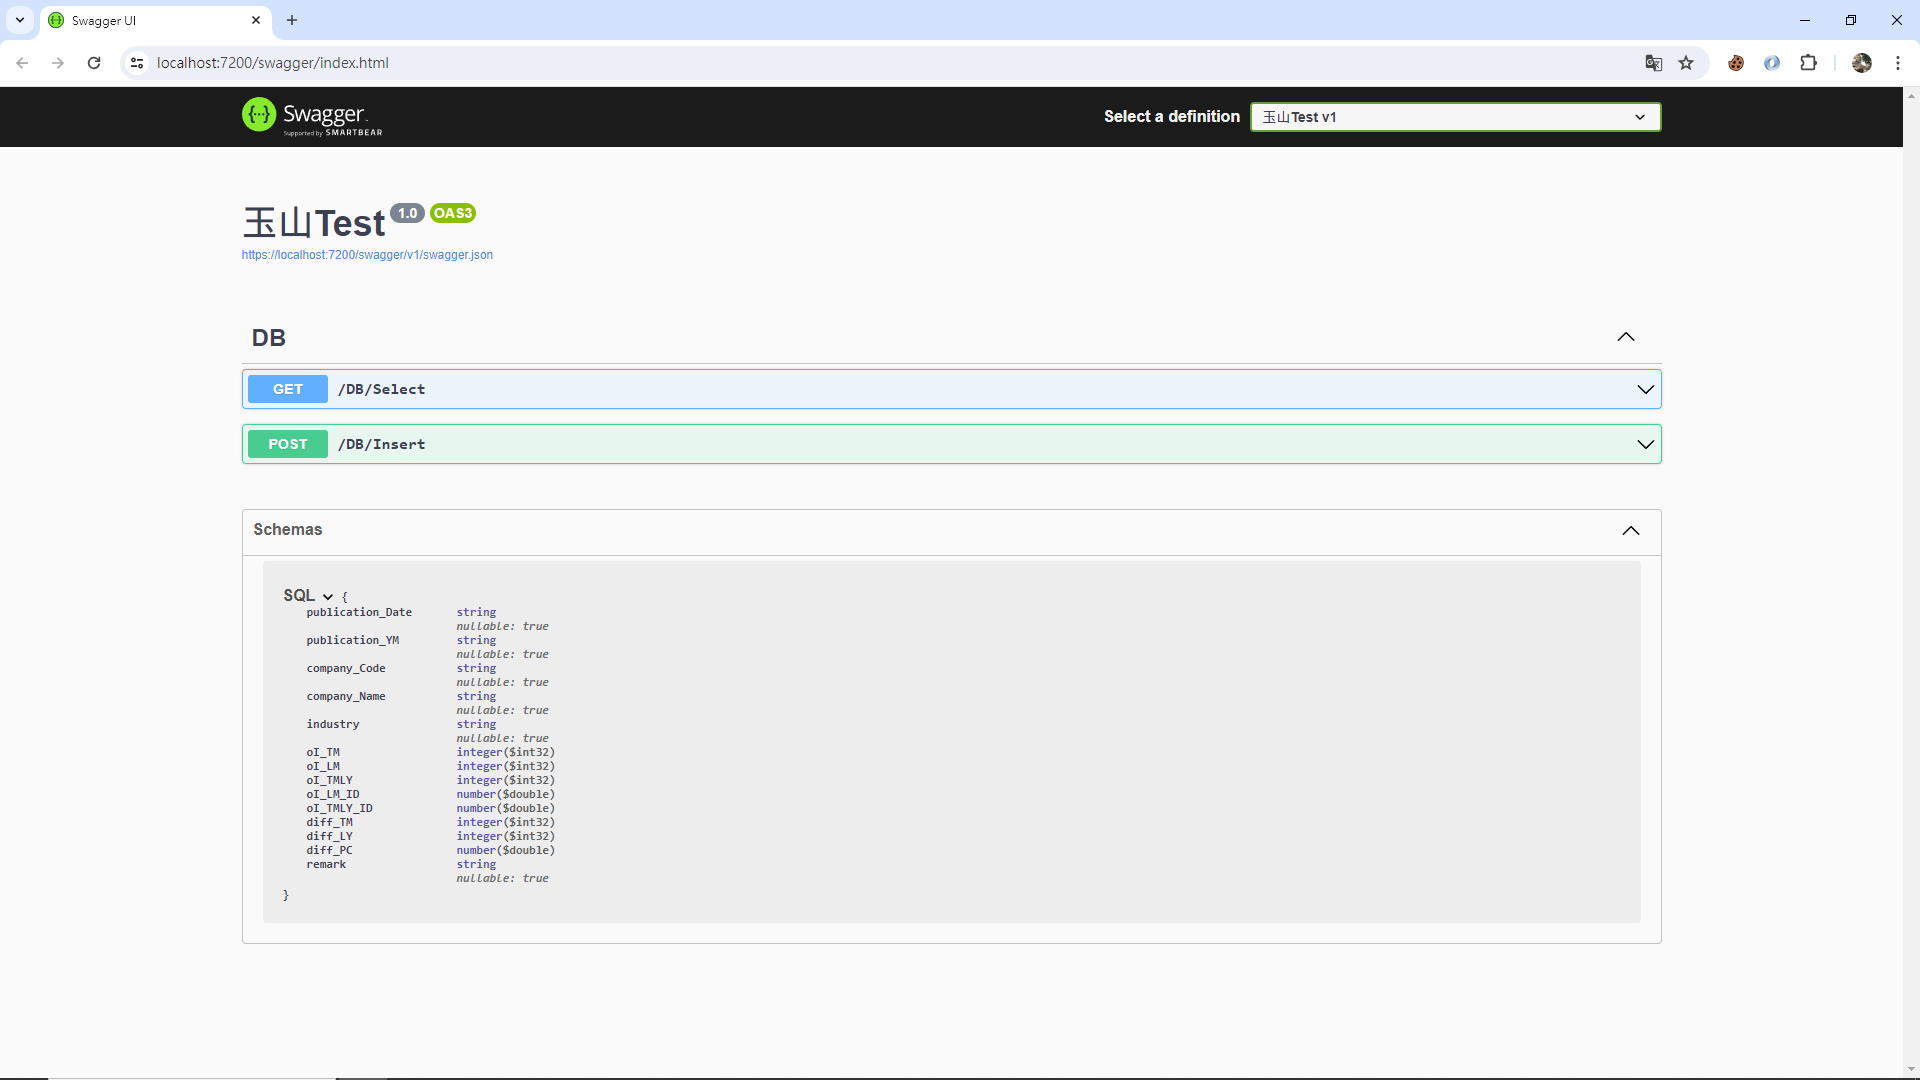 Swagger UI
localhost:7200/swagger/index.html
Swagger
Supported by SMARTBEAR
Select a definition
玉山Test v1
玉山Test 1.0 OAS3
https://localhost:7200/swagger/v1/swagger.json
DB
GET /DB/Select
POST /DB/Insert
Schemas
SQL {
publication_Date string
nullable: true
publication_YM string
nullable: true
company_Code string
nullable: true
company_Name string
nullable: true
industry string
nullable: true
oI_TM integer($int32)
oI_LM integer($int32)
oI_TMLY integer($int32)
oI_LM_ID number($double)
oI_TMLY_ID number($double)
diff_TM integer($int32)
diff_LY integer($int32)
diff_PC number($double)
remark string
nullable: true
}